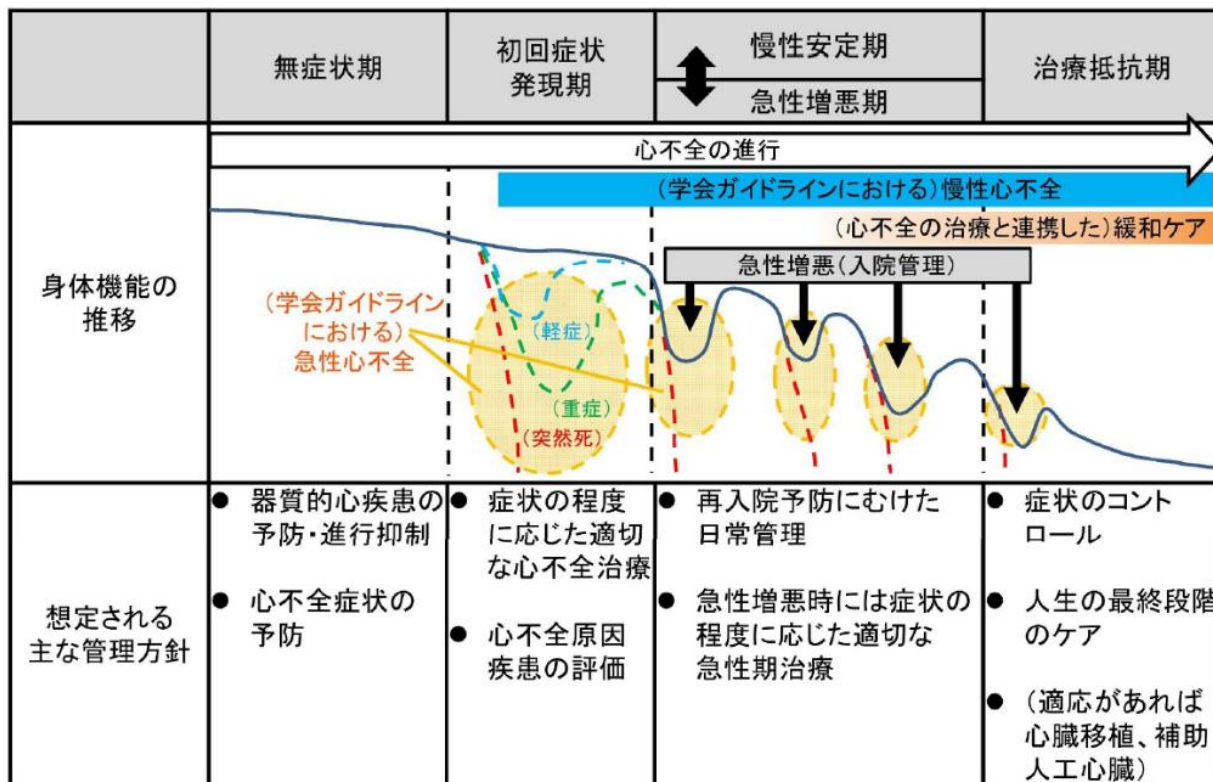 無症状期
初回症状
発現期
慢性安定期
急性増悪期
治療抵抗期
身体機能の
推移
心不全の進行
(学会ガイドラインにおける)慢性心不全
(心不全の治療と連携した)緩和ケア
急性増悪(入院管理)
(学会ガイドライン
における)
急性心不全
(軽症)
(重症)
(突然死)
想定される
主な管理方針
● 器質的心疾患の
予防・進行抑制
● 心不全症状の
予防
● 症状の程度
に応じた適切
な心不全治療
● 心不全原因
疾患の評価
● 再入院予防にむけた
日常管理
● 急性増悪時には症状の
程度に応じた適切な
急性期治療
● 症状のコント
ロール
● 人生の最終段階
のケア
● (適応があれば
心臓移植、補助
人工心臓)